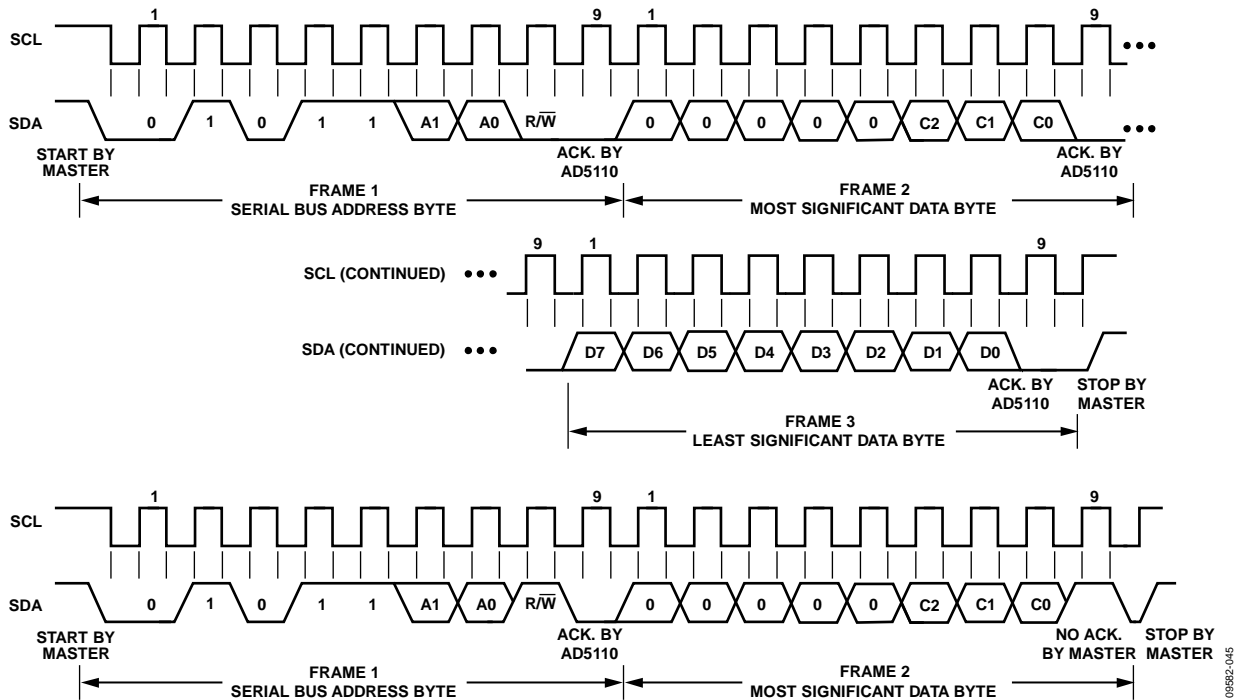 1 9 1 9
SCL
SDA 0 1 0 1 1 A1 A0 R/W̅ 0 0 0 0 0 C2 C1 C0
START BY
MASTER
ACK. BY
AD5110
ACK. BY
AD5110
FRAME 1
SERIAL BUS ADDRESS BYTE
FRAME 2
MOST SIGNIFICANT DATA BYTE
9 1 9
SCL (CONTINUED)
SDA (CONTINUED) D7 D6 D5 D4 D3 D2 D1 D0
ACK. BY
AD5110
STOP BY
MASTER
FRAME 3
LEAST SIGNIFICANT DATA BYTE
1 9 1 9
SCL
SDA 0 1 0 1 1 A1 A0 R/W̅ 0 0 0 0 0 C2 C1 C0
START BY
MASTER
ACK. BY
AD5110
NO ACK.
BY MASTER
STOP BY
MASTER
FRAME 1
SERIAL BUS ADDRESS BYTE
FRAME 2
MOST SIGNIFICANT DATA BYTE
09582-045